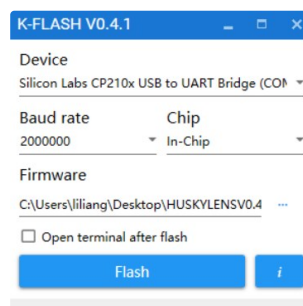 K-FLASH V0.4.1
Device
Silicon Labs CP210x USB to UART Bridge (CON
Baud rate
Chip
2000000
In-Chip
Firmware
C:\Users\liliang\Desktop\HUSKYLENSV0.4
...
Open terminal after flash
Flash
i